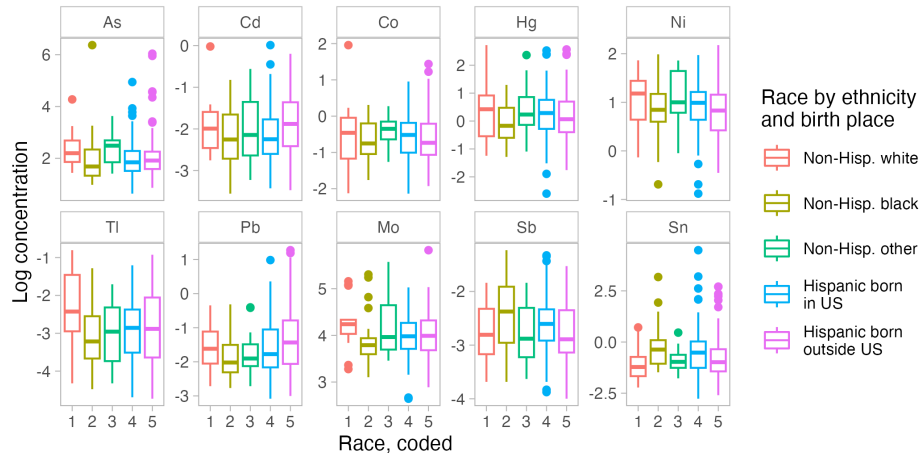 As Cd Co Hg Ni
6 4 2
0 -1 -2 -3
2 1 0 -1 -2
2 1 0 -1 -2
2 1 0 -1
Tl Pb Mo Sb Sn
-1 -2 -3 -4
1 0 -1 -2 -3
5 4 3
-2 -3 -4
2.5 0.0 -2.5
1 2 3 4 5 1 2 3 4 5 1 2 3 4 5 1 2 3 4 5 1 2 3 4 5
Log concentration
Race, coded
Race by ethnicity
and birth place
Non-Hisp. white
Non-Hisp. black
Non-Hisp. other
Hispanic born
in US
Hispanic born
outside US